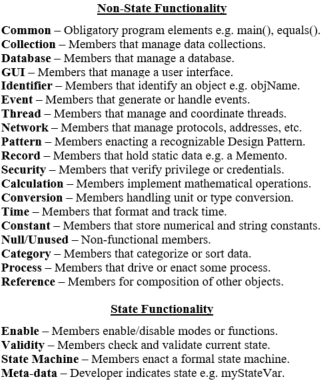 Non-State Functionality
Common – Obligatory program elements e.g. main(), equals().
Collection – Members that manage data collections.
Database – Members that manage a database.
GUI – Members that manage a user interface.
Identifier – Members that identify an object e.g. objName.
Event – Members that generate or handle events.
Thread – Members that manage and coordinate threads.
Network – Members that manage protocols, addresses, etc.
Pattern – Members enacting a recognizable Design Pattern.
Record – Members that hold static data e.g. a Memento.
Security – Members that verify privilege or credentials.
Calculation – Members implement mathematical operations.
Conversion – Members handling unit or type conversion.
Time – Members that format and track time.
Constant – Members that store numerical and string constants.
Null/Unused – Non-functional members.
Category – Members that categorize or sort data.
Process – Members that drive or enact some process.
Reference – Members for composition of other objects.
State Functionality
Enable – Members enable/disable modes or functions.
Validity – Members check and validate current state.
State Machine – Members enact a formal state machine.
Meta-data – Developer indicates state e.g. myStateVar.